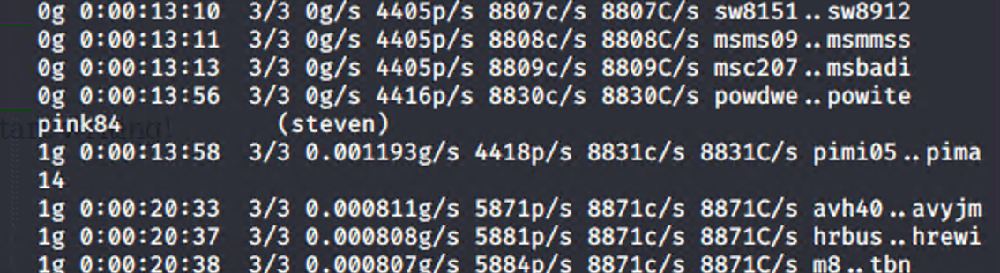 0g 0:00:13:10  3/3 0g/s 4405p/s 8807c/s 8807C/s sw8151..sw8912
0g 0:00:13:11  3/3 0g/s 4405p/s 8808c/s 8808C/s msms09..msmmss
0g 0:00:13:13  3/3 0g/s 4405p/s 8809c/s 8809C/s msc207..msbadi
0g 0:00:13:56  3/3 0g/s 4416p/s 8830c/s 8830C/s powdwe..powite
pink84           (steven)
1g 0:00:13:58  3/3 0.001193g/s 4418p/s 8831c/s 8831C/s pimi05..pima
14
1g 0:00:20:33  3/3 0.000811g/s 5871p/s 8871c/s 8871C/s avh40..avyjm
1g 0:00:20:37  3/3 0.000808g/s 5881p/s 8871c/s 8871C/s hrbus..hrewi
1g 0:00:20:38  3/3 0.000807g/s 5884p/s 8871c/s 8871C/s m8..tbn